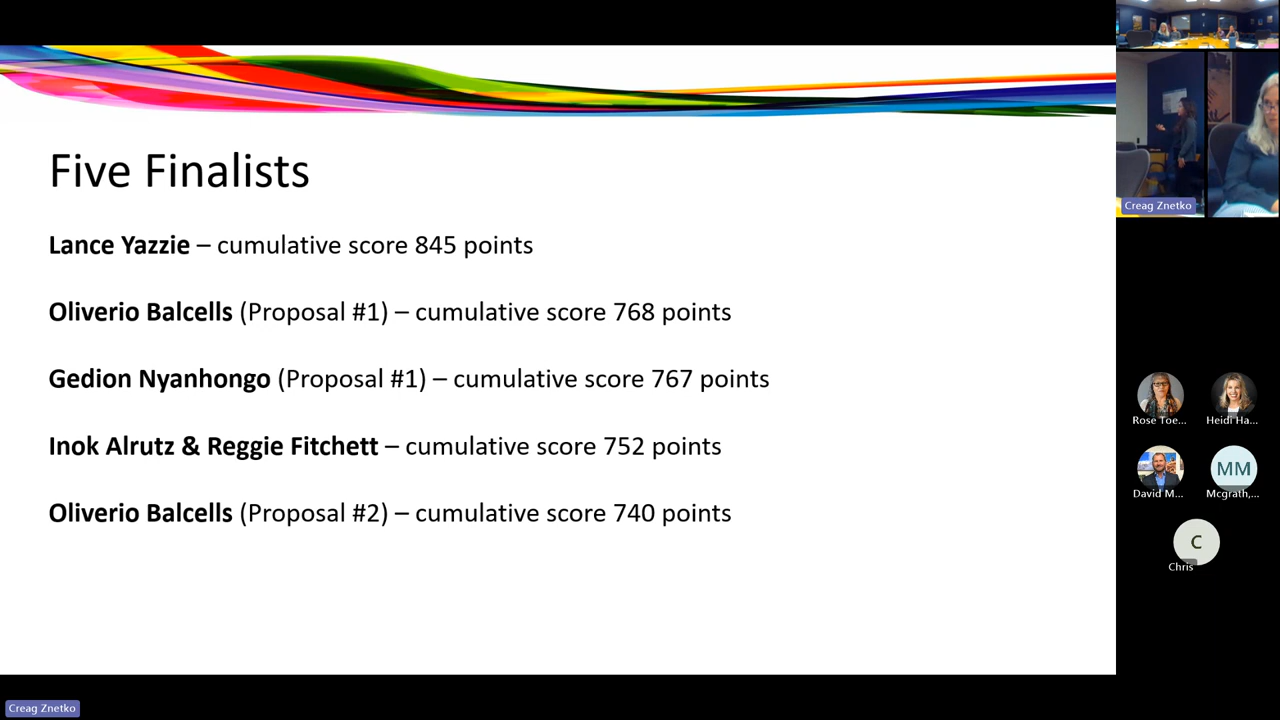 Five Finalists
Lance Yazzie – cumulative score 845 points
Oliverio Balcells (Proposal #1) – cumulative score 768 points
Gedion Nyanhongo (Proposal #1) – cumulative score 767 points
Inok Alrutz & Reggie Fitchett – cumulative score 752 points
Oliverio Balcells (Proposal #2) – cumulative score 740 points
Creag Znetko
Rose Toe...
Heidi Ha...
David M...
MM
Mcgrath,...
C
Chris
Creag Znetko